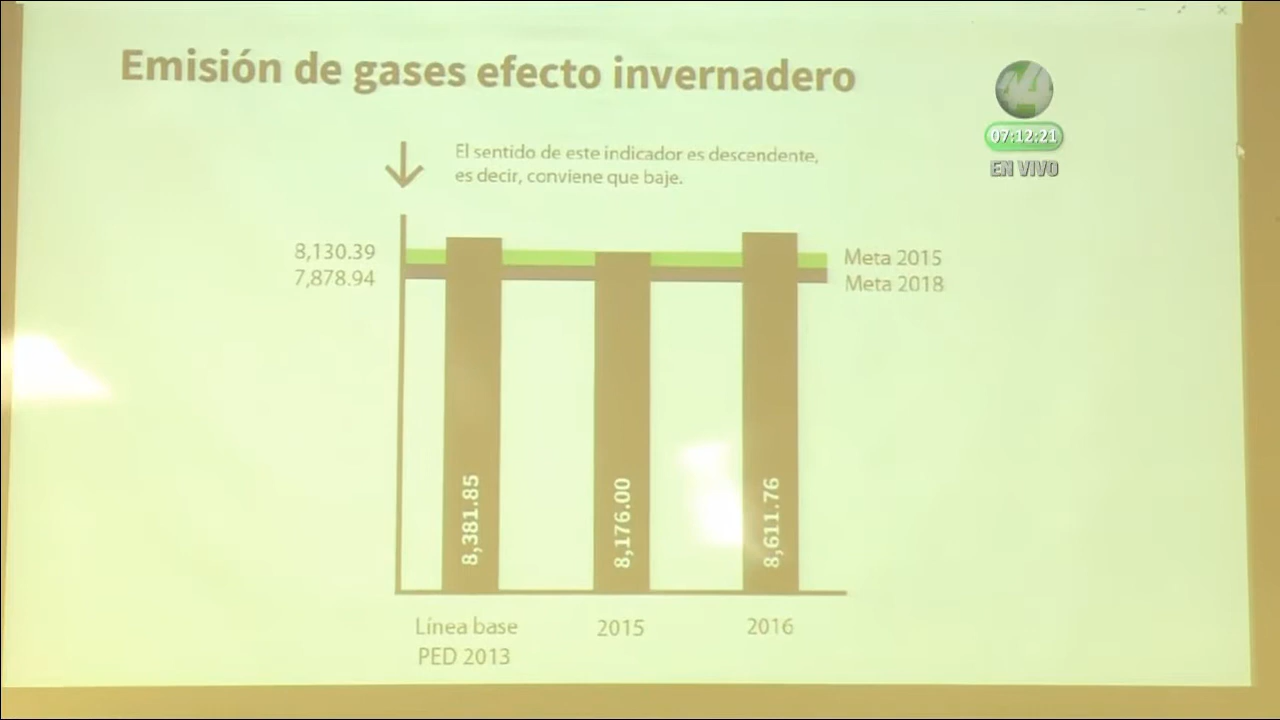 Emisión de gases efecto invernadero
07:12:21
EN VIVO
El sentido de este indicador es descendente,
es decir, conviene que baje.
8,130.39
7,878.94
Meta 2015
Meta 2018
8,381.85
8,176.00
8,611.76
Línea base
PED 2013
2015
2016